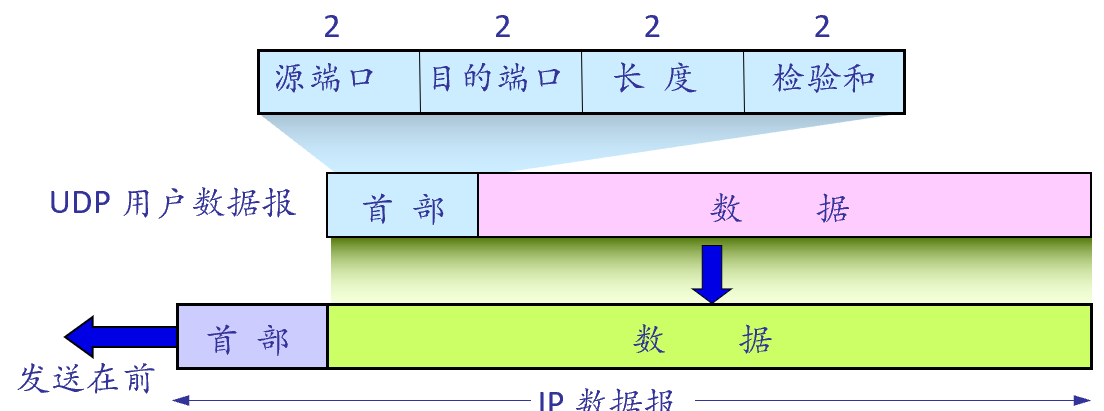 2 2 2 2
源端口 目的端口 长 度 检验和
UDP 用户数据报 首 部 数 据
首 部 数 据
发送在前
IP 数据报